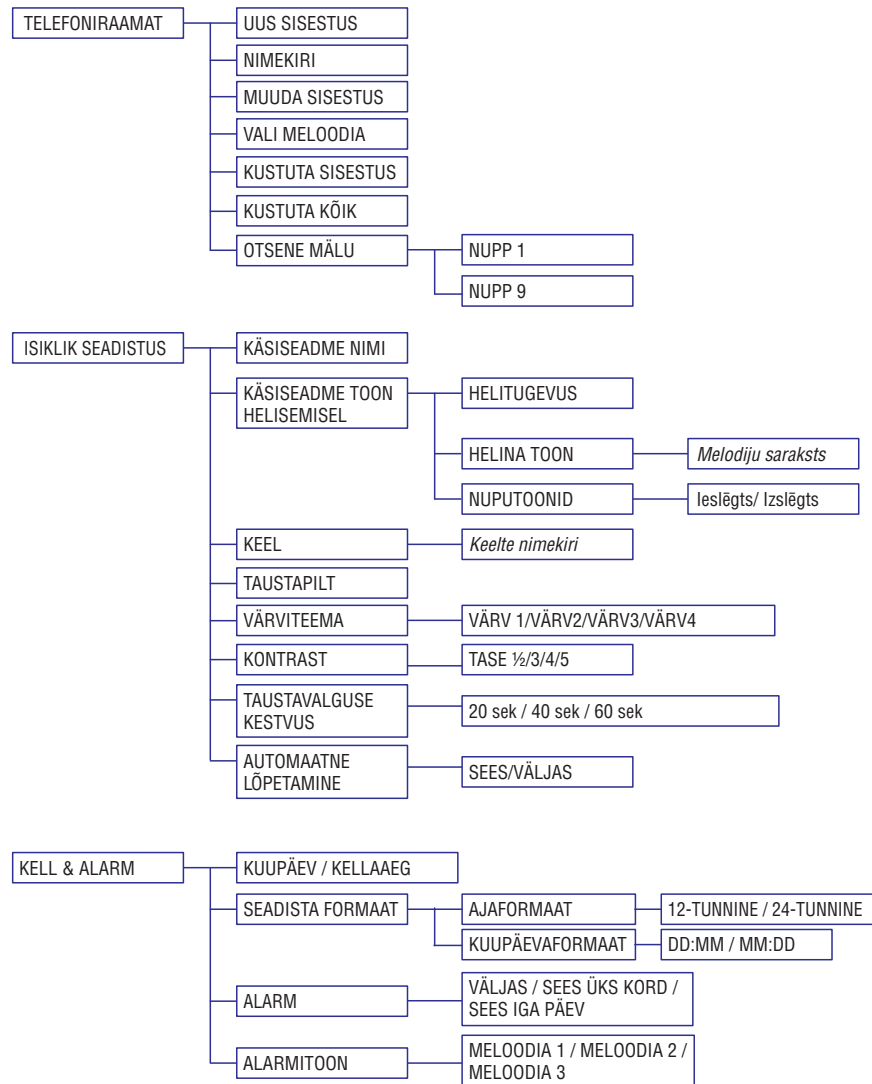 TELEFONIRAAMAT
UUS SISESTUS
NIMEKIRI
MUUDA SISESTUS
VALI MELOODIA
KUSTUTA SISESTUS
KUSTUTA KÕIK
OTSENE MÄLU
NUPP 1
NUPP 9
ISIKLIK SEADISTUS
KÄSISEADME NIMI
KÄSISEADME TOON
HELISEMISEL
HELITUGEVUS
HELINA TOON
Melodiju saraksts
NUPUTOONID
Ieslēgts/ Izslēgts
KEEL
Keelte nimekiri
TAUSTAPILT
VÄRVITEEMA
VÄRV 1/VÄRV2/VÄRV3/VÄRV4
KONTRAST
TASE ½/3/4/5
TAUSTAVALGUSE
KESTVUS
20 sek / 40 sek / 60 sek
AUTOMAATNE
LÕPETAMINE
SEES/VÄLJAS
KELL & ALARM
KUUPÄEV / KELLAAEG
SEADISTA FORMAAT
AJAFORMAAT
12-TUNNINE / 24-TUNNINE
KUUPÄEVAFORMAAT
DD:MM / MM:DD
ALARM
VÄLJAS / SEES ÜKS KORD /
SEES IGA PÄEV
ALARMITOON
MELOODIA 1 / MELOODIA 2 /
MELOODIA 3